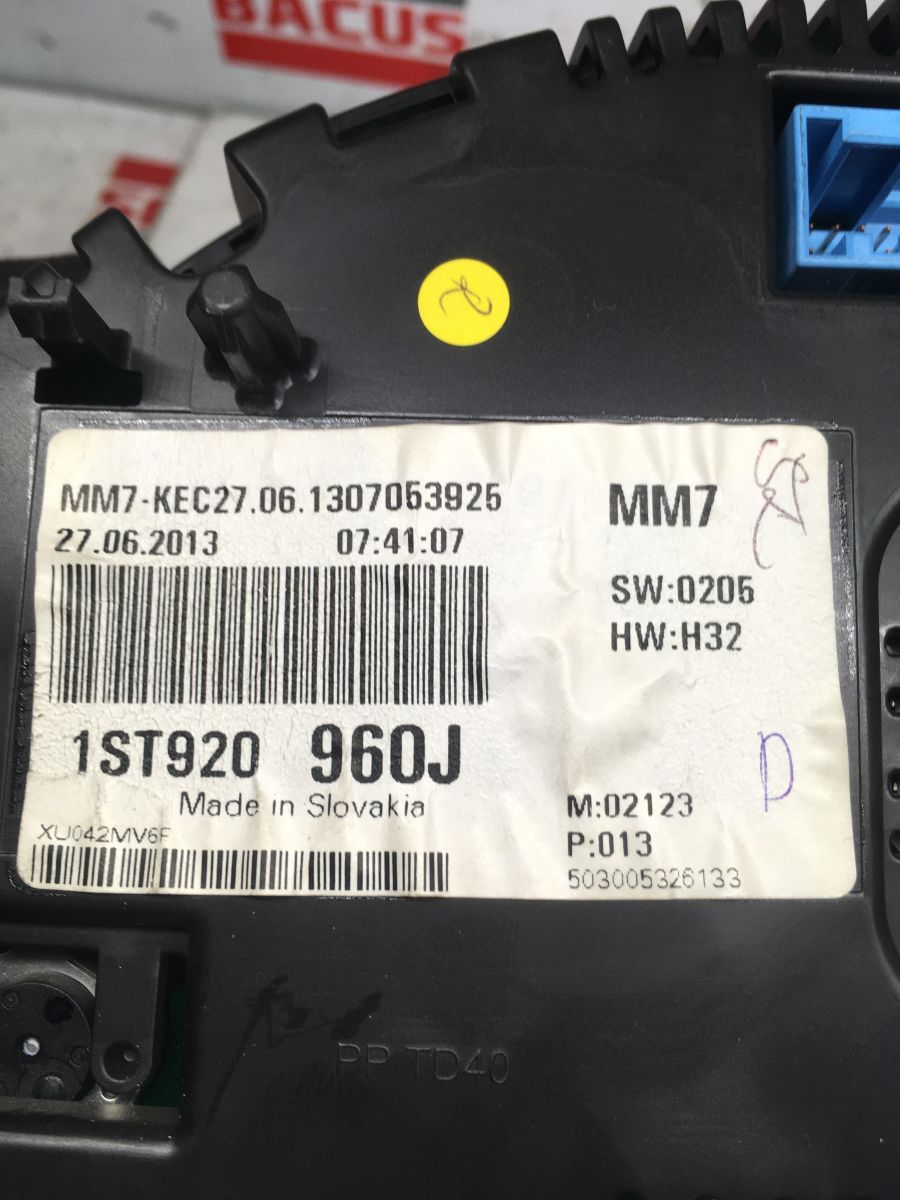 BACUS
MM7-KEC27.06.1307053925
27.06.2013 07:41:07
MM7
SW:0205
HW:H32
1ST920 960J
Made in Slovakia
D
XU042MV6F
M:02123
P:013
503005326133
PP TD40